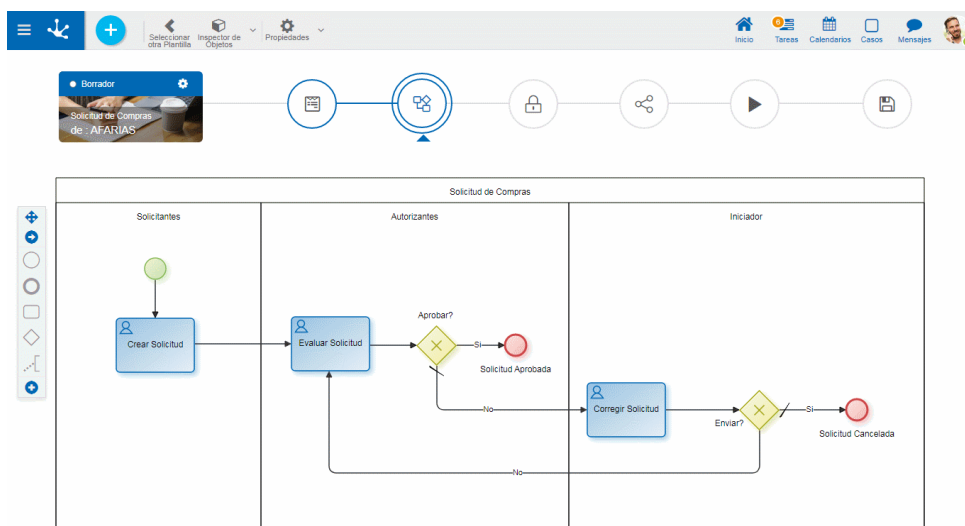 Seleccionar
otra Plantilla
Inspector de
Objetos
Propiedades
Inicio
6
Tareas
Calendarios
Casos
Mensajes
Borrador
Solicitud de Compras
de : AFARIAS
Solicitud de Compras
Solicitantes
Autorizantes
Iniciador
Crear Solicitud
Evaluar Solicitud
Aprobar?
Si
Solicitud Aprobada
No
Corregir Solicitud
Enviar?
Si
Solicitud Cancelada
No